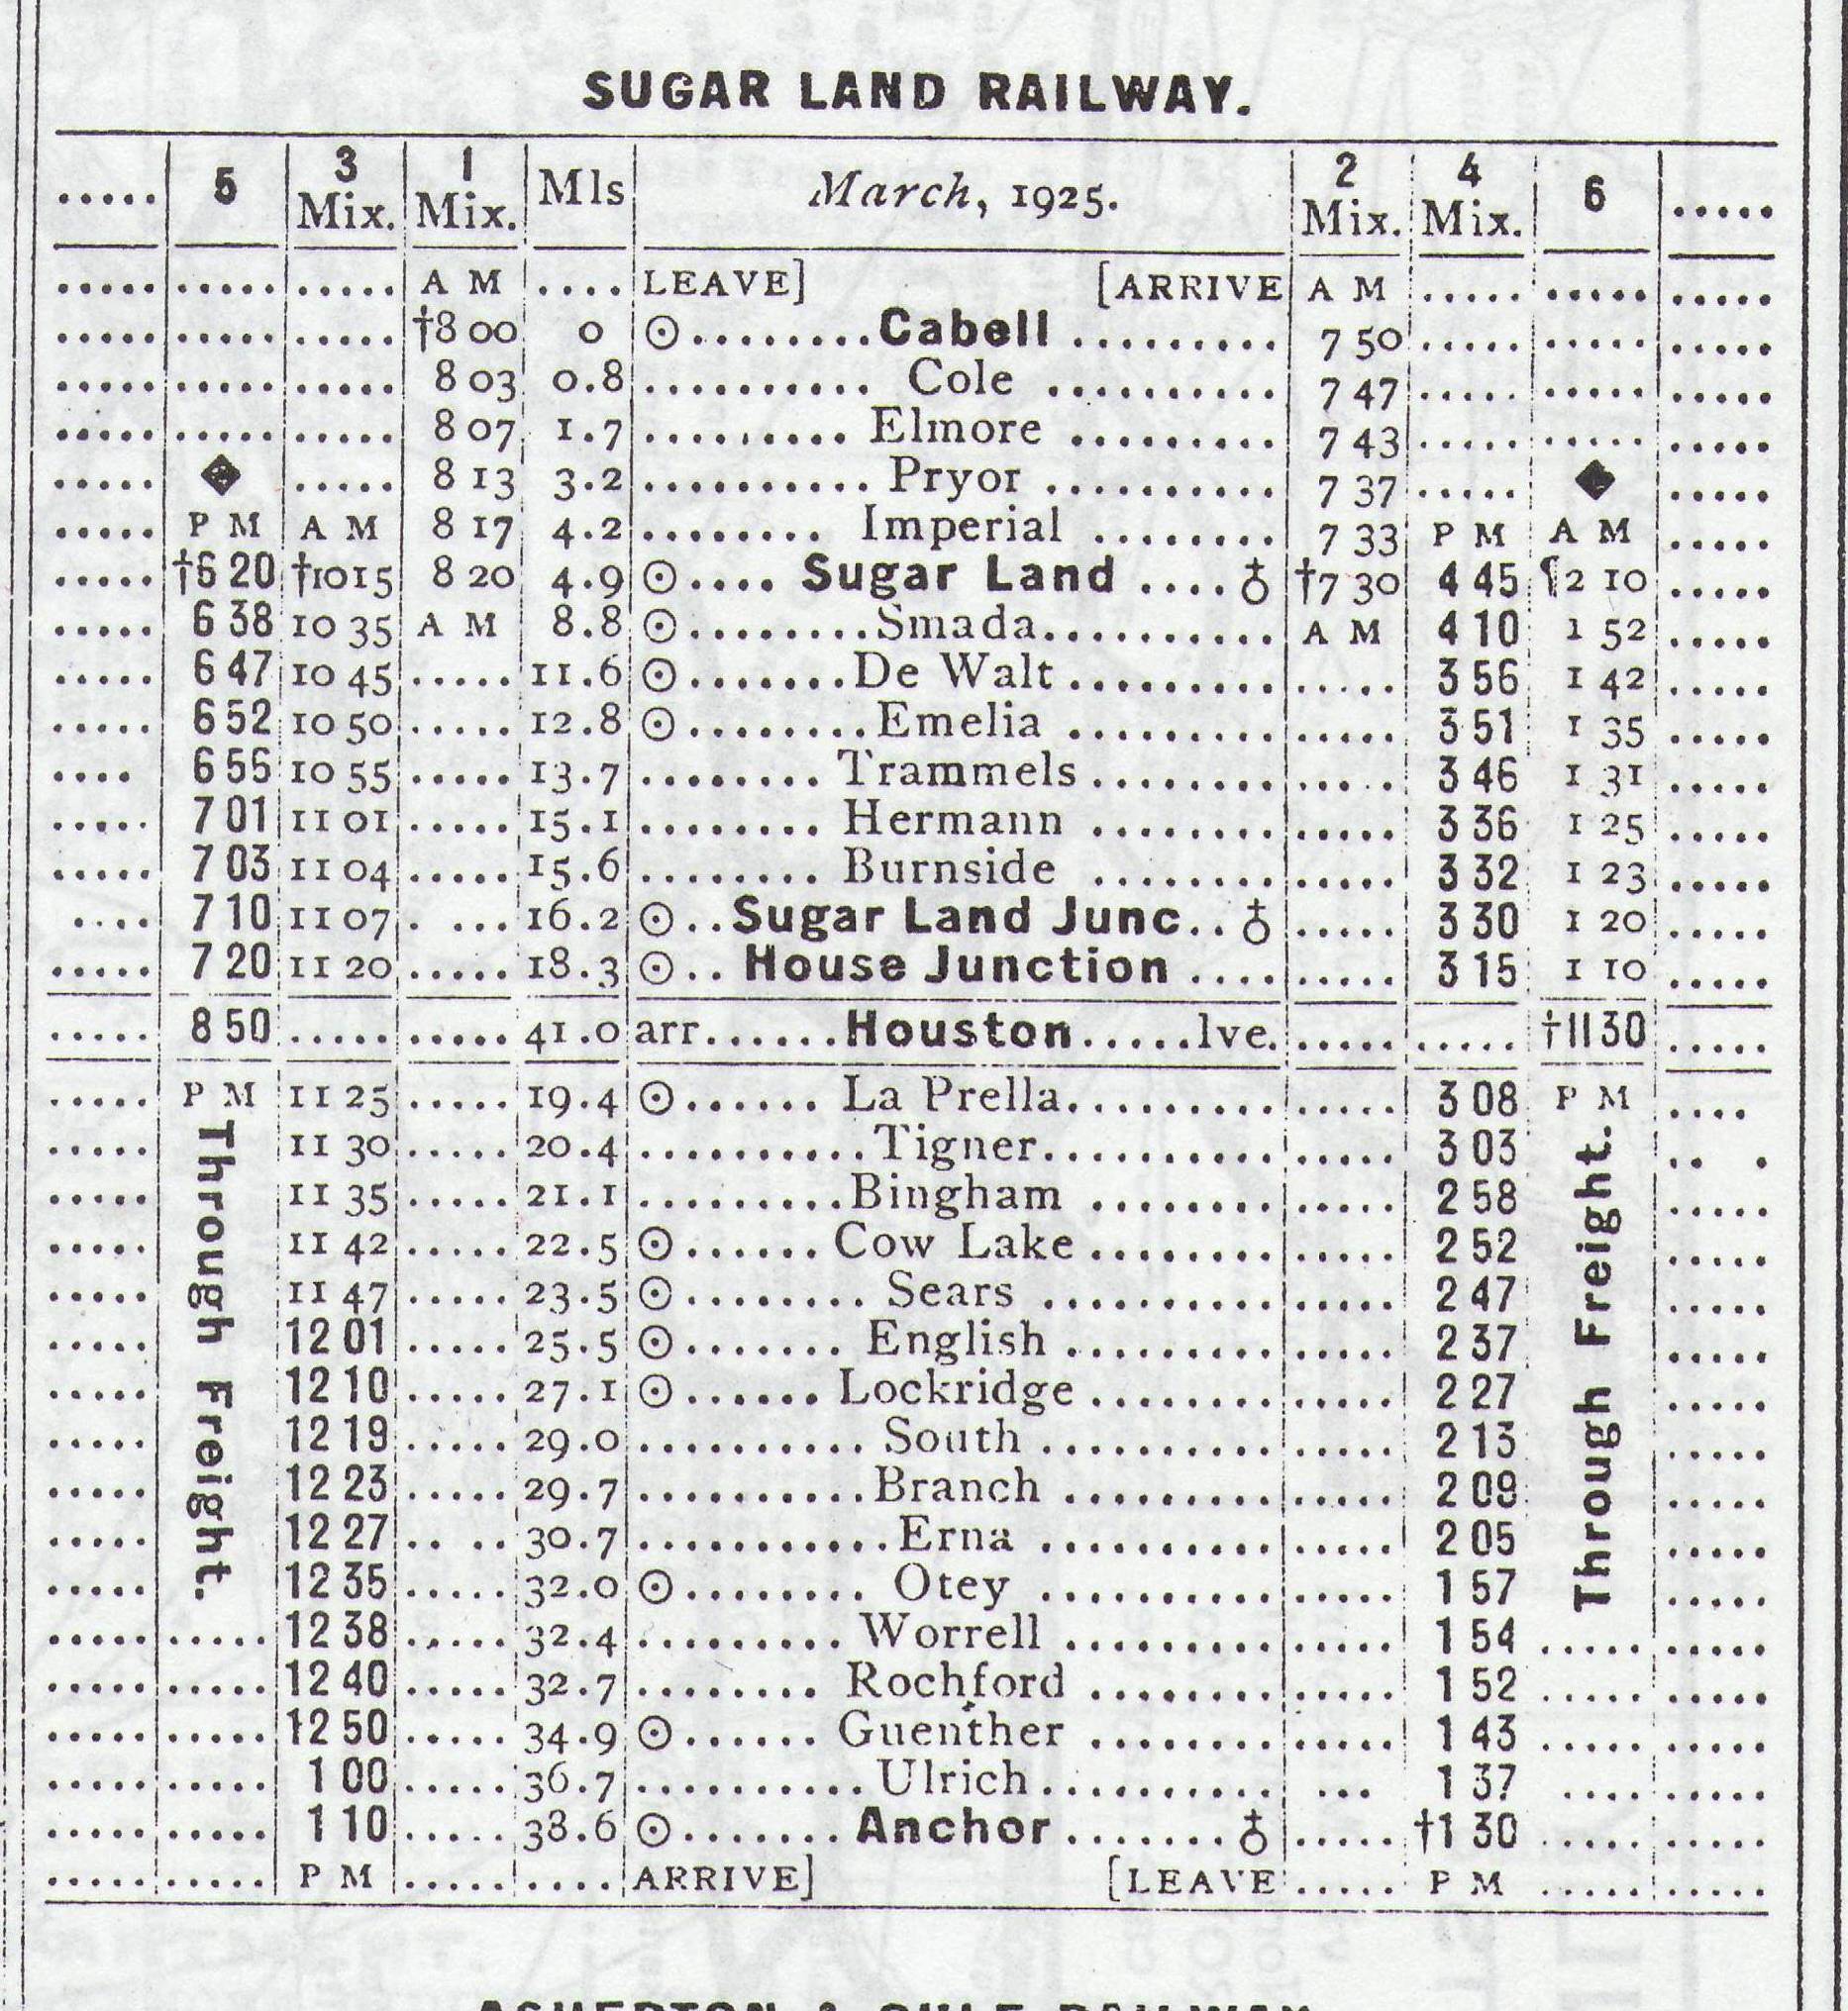 SUGAR LAND RAILWAY.
..... 5 3 Mix. 1 Mix. Mls March, 1925. 2 Mix. 4 Mix. 6 .....
..... ..... ..... A M .... LEAVE] [ARRIVE A M ..... ..... .....
..... ..... ..... †8 00 0 ⊙........Cabell ......... 7 50 ..... ..... .....
..... ..... ..... 8 03 0.8 .......... Cole .......... 7 47 ..... ..... .....
..... ..... ..... 8 07 1.7 ......... Elmore ......... 7 43 ..... ..... .....
..... ◆ ..... 8 13 3.2 .......... Pryor .......... 7 37 ..... ◆ .....
..... P M A M 8 17 4.2 ........ Imperial ........ 7 33 P M A M .....
..... †6 20 †10 15 8 20 4.9 ⊙.... Sugar Land ....♁ †7 30 4 45 ¶2 10 .....
..... 6 38 10 35 A M 8.8 ⊙........Smada.......... A M 4 10 1 52 .....
..... 6 47 10 45 ..... 11.6 ⊙.......De Walt ......... ..... 3 56 1 42 .....
..... 6 52 10 50 ..... 12.8 ⊙........Emelia ......... ..... 3 51 1 35 .....
.... 6 56 10 55 ..... 13.7 ........ Trammels........ ..... 3 46 1 31 .....
..... 7 01 11 01 ..... 15.1 ........ Hermann ........ ..... 3 36 1 25 .....
..... 7 03 11 04 ..... 15.6 ........ Burnside ........ ..... 3 32 1 23 .....
.... 7 10 11 07 . ... 16.2 ⊙..Sugar Land Junc..♁ ..... 3 30 1 20 .....
..... 7 20 11 20 ..... 18.3 ⊙.. House Junction .... ..... 3 15 1 10 .....
..... 8 50 ..... ..... 41.0 arr......Houston.....lve. ..... ..... †11 30 .....
..... P M 11 25 ..... 19.4 ⊙...... La Prella......... ..... 3 08 P M ....
..... 11 30 ..... 20.4 ..........Tigner.......... ..... 3 03 .. .
..... 11 35 ..... 21.1 .........Bingham ........ ..... 2 58 .....
..... 11 42 ..... 22.5 ⊙...... Cow Lake........ ..... 2 52 .....
..... 11 47 ..... 23.5 ⊙........ Sears .......... ..... 2 47 .....
..... 12 01 ..... 25.5 ⊙....... English ......... ..... 2 37 .....
..... 12 10 ..... 27.1 ⊙...... Lockridge........ ..... 2 27 .....
..... 12 19 ..... 29.0 .......... South .......... ..... 2 13 .....
..... 12 23 ..... 29.7 ..........Branch ......... ..... 2 09 .....
..... 12 27 .. .. 30.7 ...........Erna .......... ..... 2 05 .....
..... 12 35 ..... 32.0 ⊙........ Otey .......... ..... 1 57 .....
Through Freight.
Through Freight.
..... ..... 12 38 ..... 32.4 ......... Worrell ......... ..... 1 54 ..... .....
..... ..... 12 40 ..... 32.7 ........ Rochford ........ ..... 1 52 ..... .....
..... ..... 12 50 ..... 34.9 ⊙...... Guenther ........ ..... 1 43 ..... .....
..... ..... 1 00 ..... 36.7 ..........Ulrich.......... ... 1 37 .... .....
..... ..... 1 10 ..... 38.6 ⊙.......Anchor.......♁ ..... †1 30 ..... .....
..... ..... P M ..... .... ARRIVE] [LEAVE ..... P M ..... .....